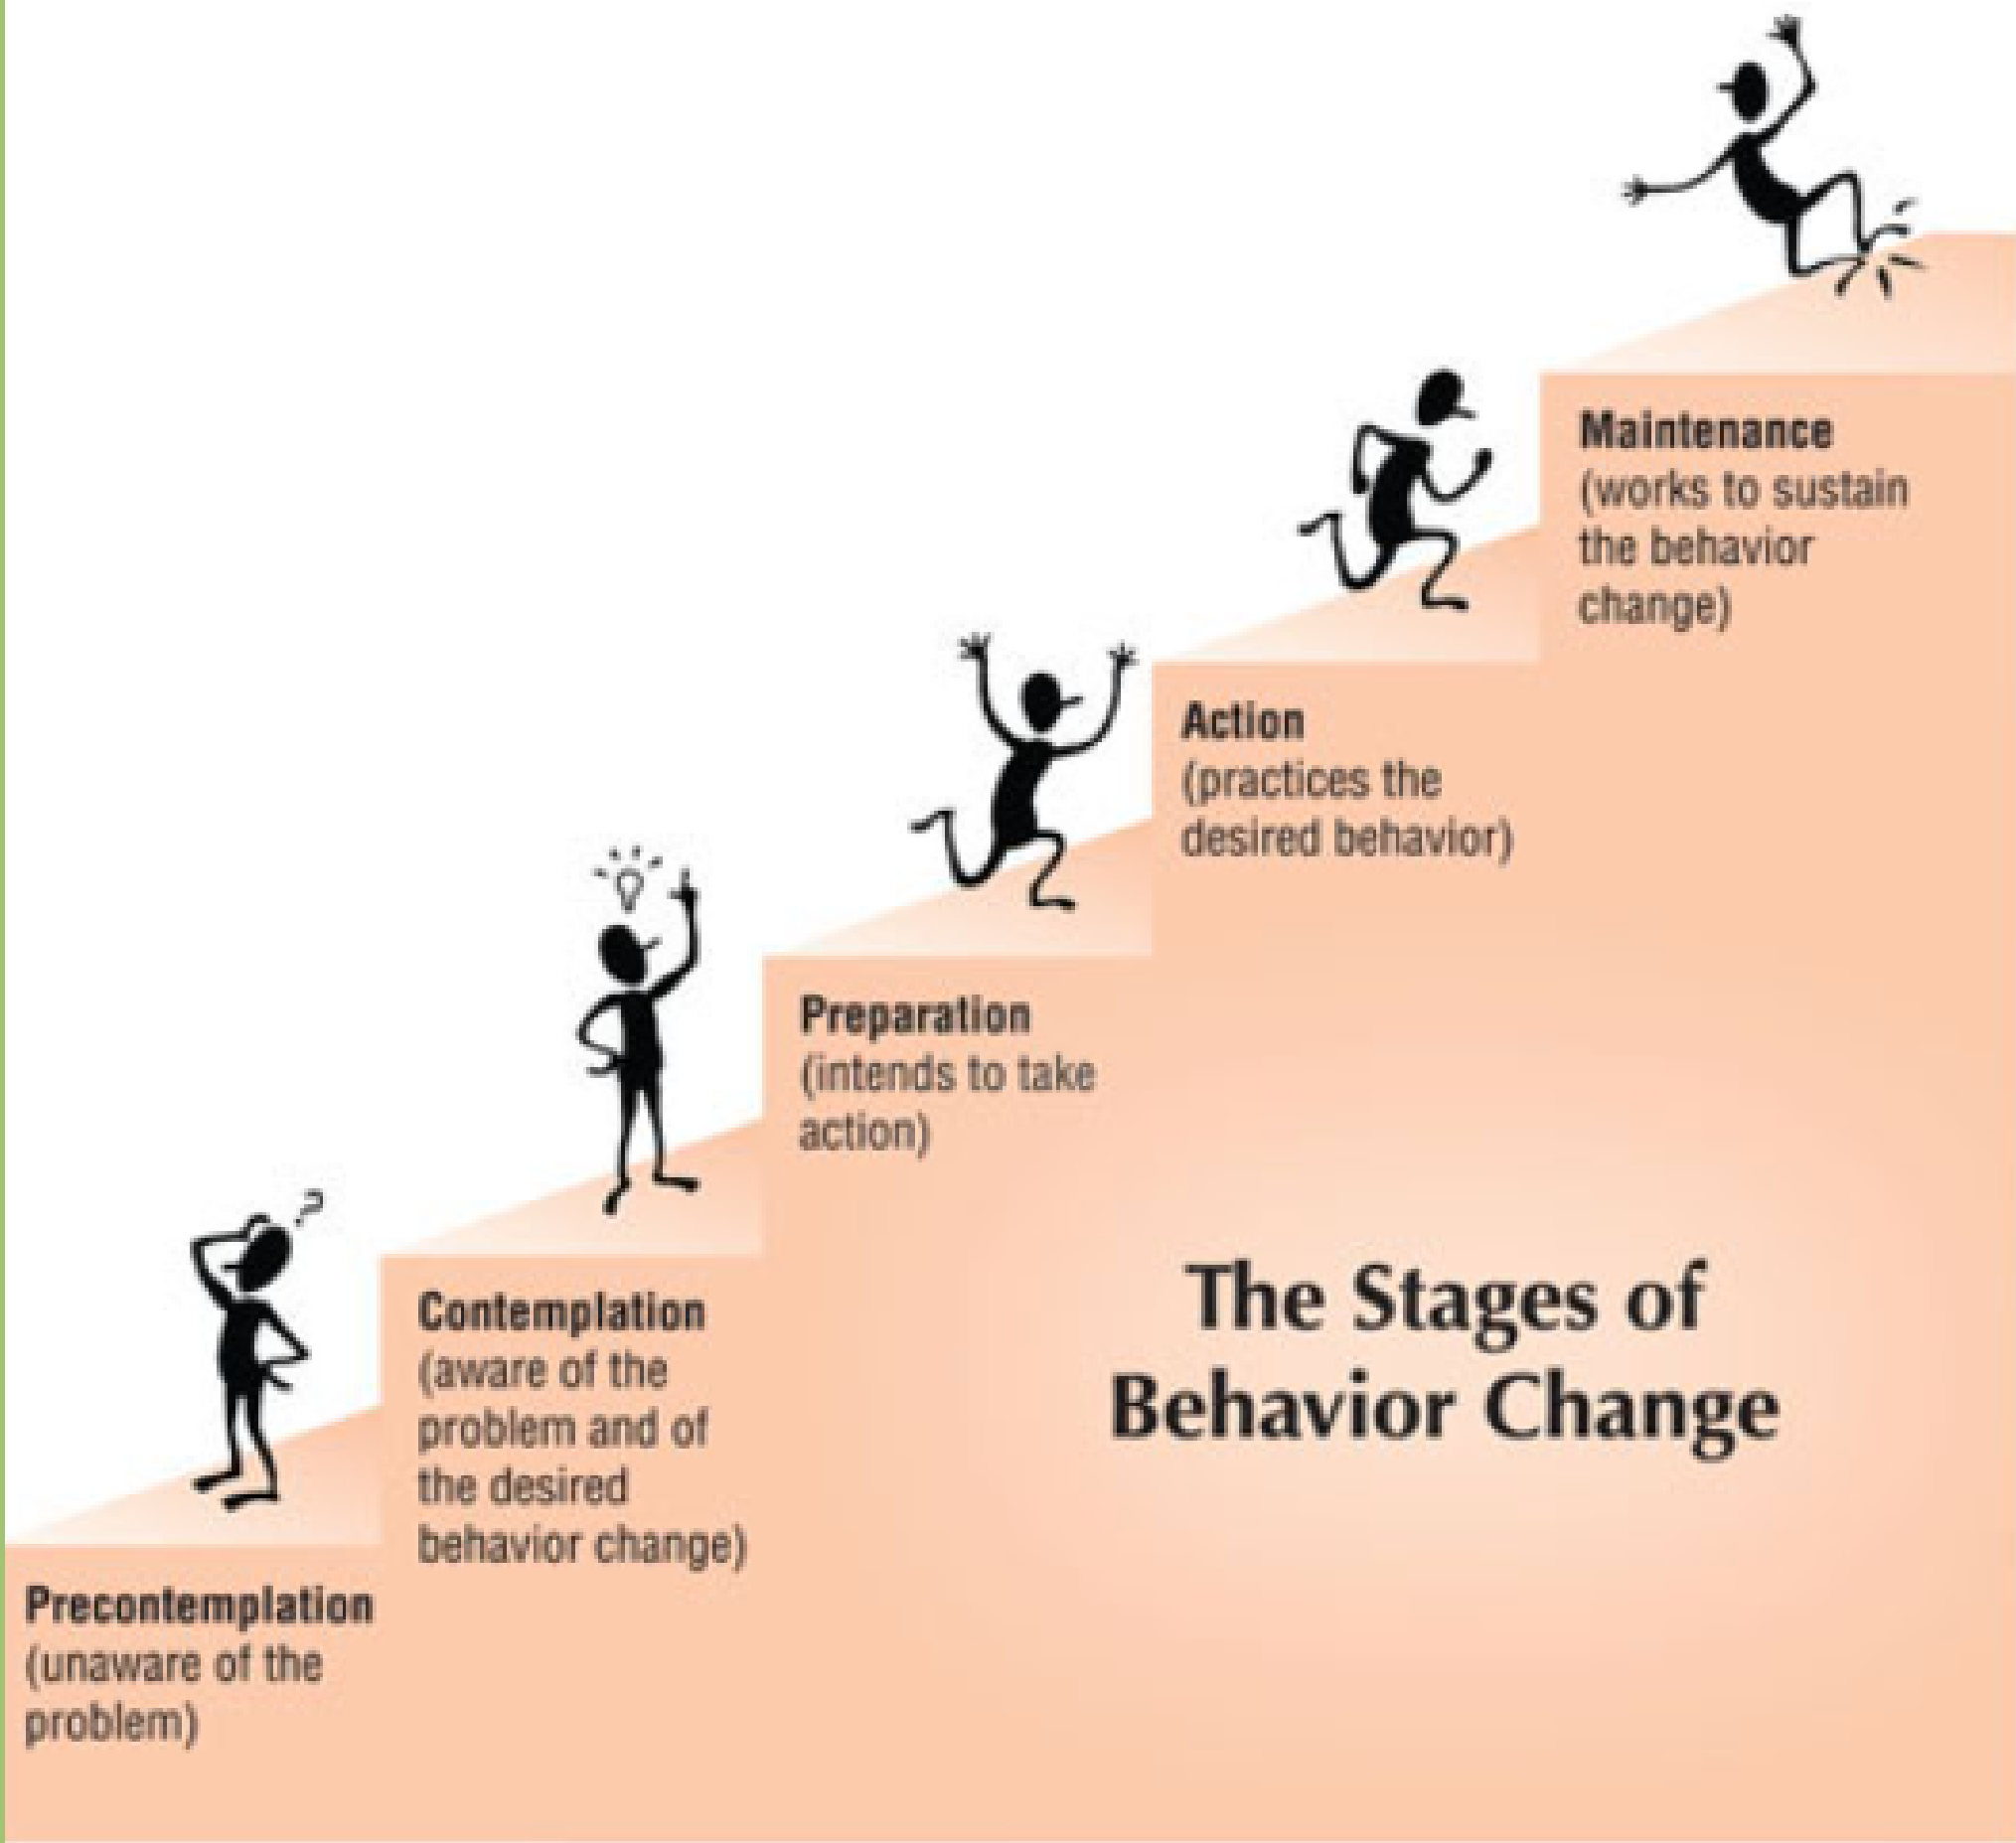 Maintenance
(works to sustain
the behavior
change)
Action
(practices the
desired behavior)
Preparation
(intends to take
action)
?
Contemplation
(aware of the
problem and of
the desired
behavior change)
Precontemplation
(unaware of the
problem)
The Stages of
Behavior Change